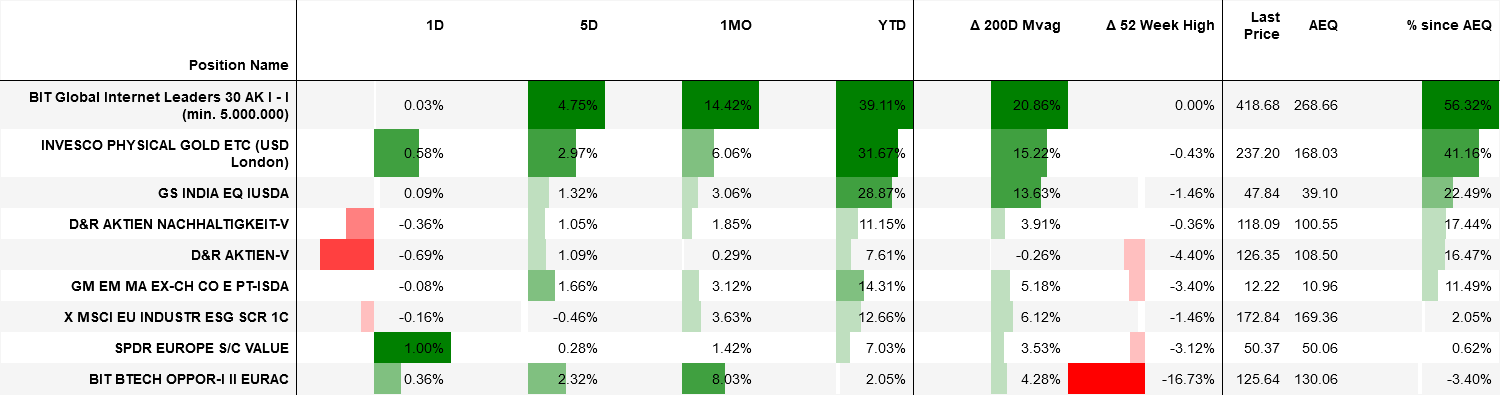 Position Name 1D 5D 1MO YTD Δ 200D Mvag Δ 52 Week High Last Price AEQ % since AEQ
BIT Global Internet Leaders 30 AK I - I (min. 5.000.000) 0.03% 4.75% 14.42% 39.11% 20.86% 0.00% 418.68 268.66 56.32%
INVESCO PHYSICAL GOLD ETC (USD London) 0.58% 2.97% 6.06% 31.67% 15.22% -0.43% 237.20 168.03 41.16%
GS INDIA EQ IUSDA 0.09% 1.32% 3.06% 28.87% 13.63% -1.46% 47.84 39.10 22.49%
D&R AKTIEN NACHHALTIGKEIT-V -0.36% 1.05% 1.85% 11.15% 3.91% -0.36% 118.09 100.55 17.44%
D&R AKTIEN-V -0.69% 1.09% 0.29% 7.61% -0.26% -4.40% 126.35 108.50 16.47%
GM EM MA EX-CH CO E PT-ISDA -0.08% 1.66% 3.12% 14.31% 5.18% -3.40% 12.22 10.96 11.49%
X MSCI EU INDUSTR ESG SCR 1C -0.16% -0.46% 3.63% 12.66% 6.12% -1.46% 172.84 169.36 2.05%
SPDR EUROPE S/C VALUE 1.00% 0.28% 1.42% 7.03% 3.53% -3.12% 50.37 50.06 0.62%
BIT BTECH OPPOR-I II EURAC 0.36% 2.32% 8.03% 2.05% 4.28% -16.73% 125.64 130.06 -3.40%